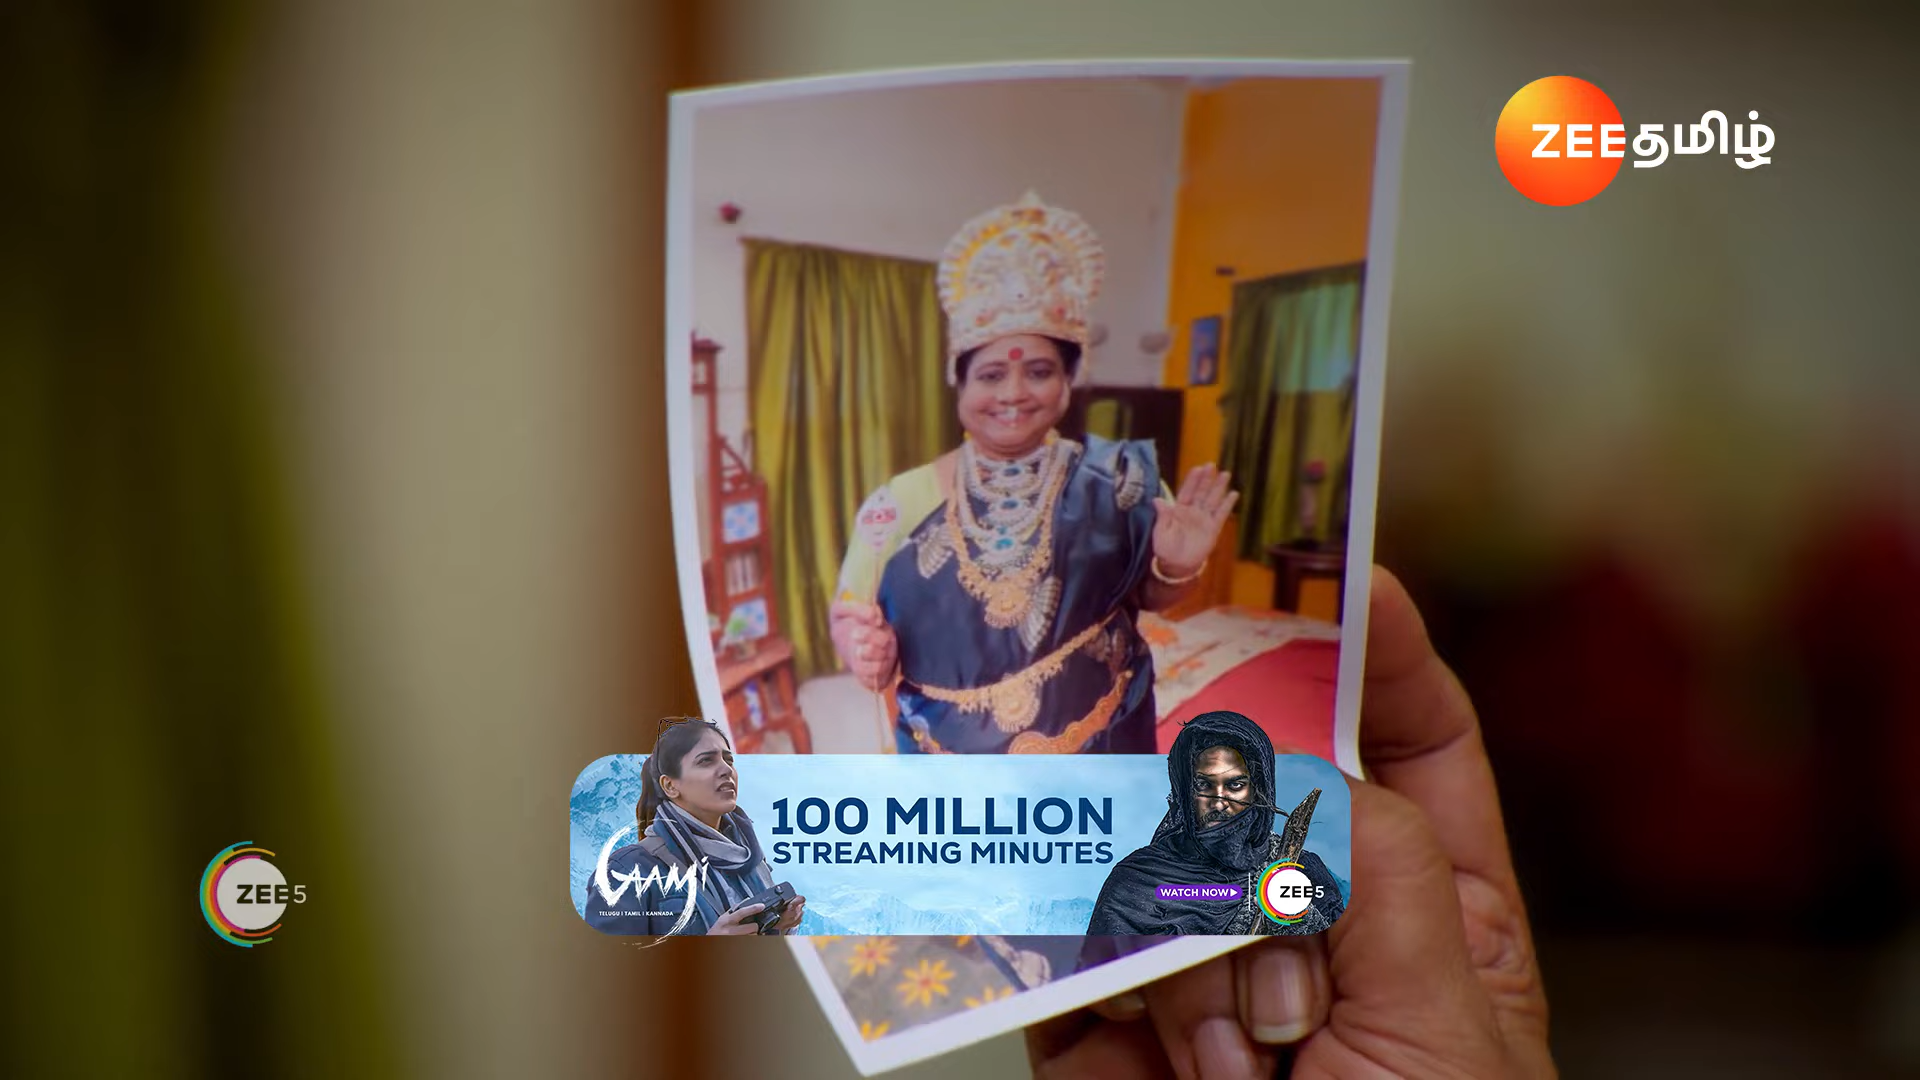 ZEEதமிழ்
100 MILLION
STREAMING MINUTES
GAAMI
TELUGU | TAMIL | KANNADA
WATCH NOW
ZEE5
ZEE5